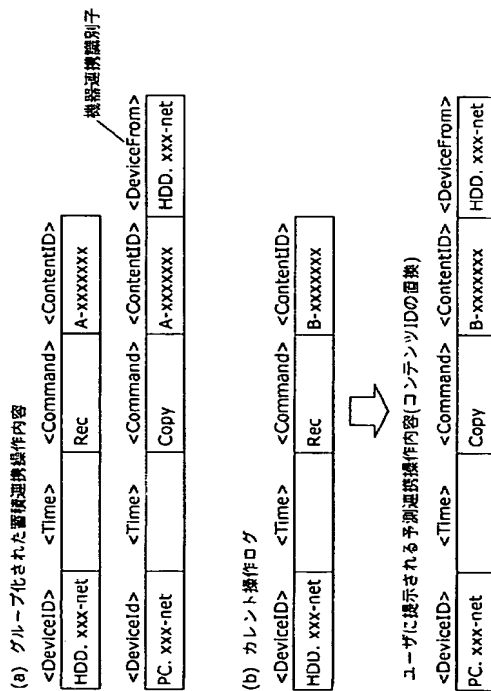 (a) グループ化された蓄積連携操作内容
<DeviceID> <Time> <Command> <ContentID>
HDD. xxx-net Rec A-xxxxxxx
機器連携識別子
<DeviceId> <Time> <Command> <ContentID> <DeviceFrom>
PC. xxx-net Copy A-xxxxxxx HDD. xxx-net
(b) カレント操作ログ
<DeviceID> <Time> <Command> <ContentID>
HDD. xxx-net Rec B-xxxxxxx
ユーザに提示される予測連携操作内容(コンテンツIDの置換)
<DeviceID> <Time> <Command> <ContentID> <DeviceFrom>
PC. xxx-net Copy B-xxxxxxx HDD. xxx-net